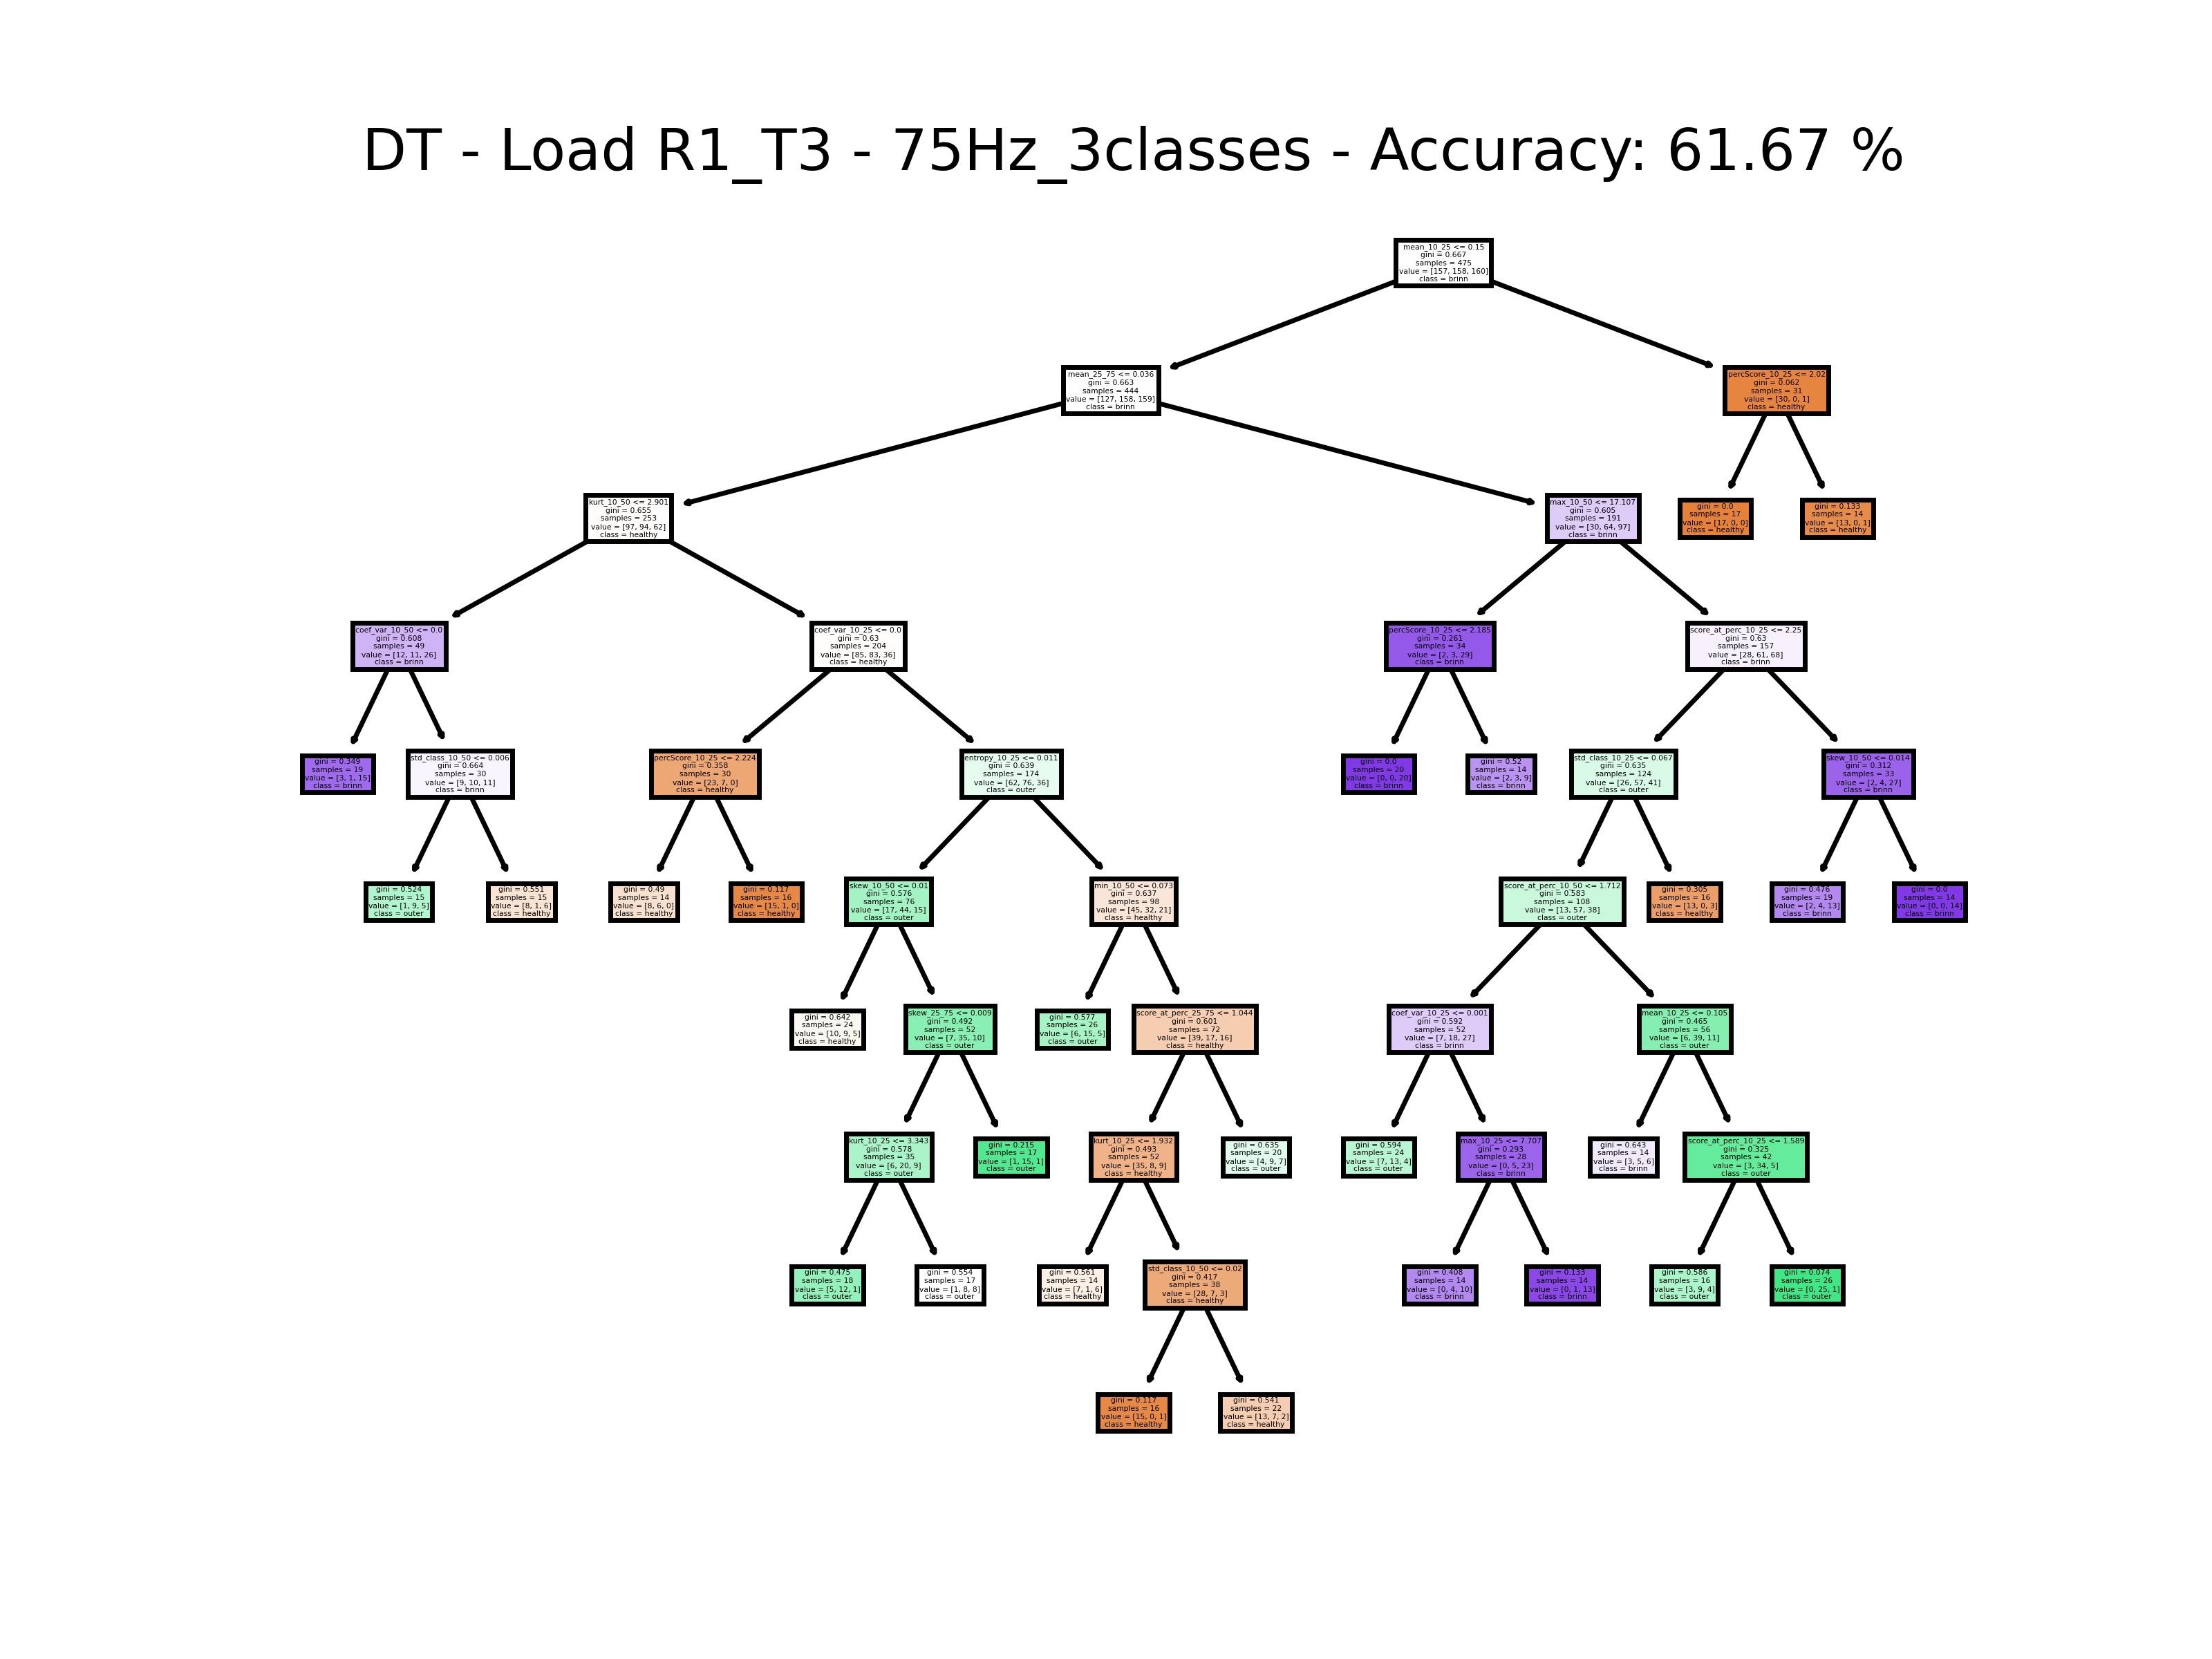 DT - Load R1_T3 - 75Hz_3classes - Accuracy: 61.67 %
mean_10_25 <= 0.15
gini = 0.667
samples = 475
value = [157, 158, 160]
class = brinn
mean_25_75 <= 0.036
gini = 0.663
samples = 444
value = [127, 158, 159]
class = brinn
percScore_10_25 <= 2.02
gini = 0.062
samples = 31
value = [30, 0, 1]
class = healthy
kurt_10_50 <= 2.901
gini = 0.655
samples = 253
value = [97, 94, 62]
class = healthy
max_10_50 <= 17.107
gini = 0.605
samples = 191
value = [30, 64, 97]
class = brinn
gini = 0.0
samples = 17
value = [17, 0, 0]
class = healthy
gini = 0.133
samples = 14
value = [13, 0, 1]
class = healthy
coef_var_10_50 <= 0.0
gini = 0.608
samples = 49
value = [12, 11, 26]
class = brinn
coef_var_10_25 <= 0.0
gini = 0.63
samples = 204
value = [85, 83, 36]
class = healthy
percScore_10_25 <= 2.185
gini = 0.261
samples = 34
value = [2, 3, 29]
class = brinn
score_at_perc_10_25 <= 2.25
gini = 0.63
samples = 157
value = [28, 61, 68]
class = brinn
gini = 0.349
samples = 19
value = [3, 1, 15]
class = brinn
std_class_10_50 <= 0.006
gini = 0.664
samples = 30
value = [9, 10, 11]
class = brinn
percScore_10_25 <= 2.224
gini = 0.358
samples = 30
value = [23, 7, 0]
class = healthy
entropy_10_25 <= 0.011
gini = 0.639
samples = 174
value = [62, 76, 36]
class = outer
gini = 0.0
samples = 20
value = [0, 0, 20]
class = brinn
gini = 0.52
samples = 14
value = [2, 3, 9]
class = brinn
std_class_10_25 <= 0.067
gini = 0.635
samples = 124
value = [26, 57, 41]
class = outer
skew_10_50 <= 0.014
gini = 0.312
samples = 33
value = [2, 4, 27]
class = brinn
gini = 0.524
samples = 15
value = [1, 9, 5]
class = outer
gini = 0.551
samples = 15
value = [8, 1, 6]
class = healthy
gini = 0.49
samples = 14
value = [8, 6, 0]
class = healthy
gini = 0.117
samples = 16
value = [15, 1, 0]
class = healthy
skew_10_50 <= 0.01
gini = 0.576
samples = 76
value = [17, 44, 15]
class = outer
min_10_50 <= 0.073
gini = 0.637
samples = 98
value = [45, 32, 21]
class = healthy
score_at_perc_10_50 <= 1.712
gini = 0.583
samples = 108
value = [13, 57, 38]
class = outer
gini = 0.305
samples = 16
value = [13, 0, 3]
class = healthy
gini = 0.476
samples = 19
value = [2, 4, 13]
class = brinn
gini = 0.0
samples = 14
value = [0, 0, 14]
class = brinn
gini = 0.642
samples = 24
value = [10, 9, 5]
class = healthy
skew_25_75 <= 0.009
gini = 0.492
samples = 52
value = [7, 35, 10]
class = outer
gini = 0.577
samples = 26
value = [6, 15, 5]
class = outer
score_at_perc_25_75 <= 1.044
gini = 0.601
samples = 72
value = [39, 17, 16]
class = healthy
coef_var_10_25 <= 0.001
gini = 0.592
samples = 52
value = [7, 18, 27]
class = brinn
mean_10_25 <= 0.105
gini = 0.465
samples = 56
value = [6, 39, 11]
class = outer
kurt_10_25 <= 3.343
gini = 0.578
samples = 35
value = [6, 20, 9]
class = outer
gini = 0.215
samples = 17
value = [1, 15, 1]
class = outer
kurt_10_25 <= 1.932
gini = 0.493
samples = 52
value = [35, 8, 9]
class = healthy
gini = 0.635
samples = 20
value = [4, 9, 7]
class = outer
gini = 0.594
samples = 24
value = [7, 13, 4]
class = outer
max_10_25 <= 7.707
gini = 0.293
samples = 28
value = [0, 5, 23]
class = brinn
gini = 0.643
samples = 14
value = [3, 5, 6]
class = brinn
score_at_perc_10_25 <= 1.589
gini = 0.325
samples = 42
value = [3, 34, 5]
class = outer
gini = 0.475
samples = 18
value = [5, 12, 1]
class = outer
gini = 0.554
samples = 17
value = [1, 8, 8]
class = outer
gini = 0.561
samples = 14
value = [7, 1, 6]
class = healthy
std_class_10_50 <= 0.02
gini = 0.417
samples = 38
value = [28, 7, 3]
class = healthy
gini = 0.408
samples = 14
value = [0, 4, 10]
class = brinn
gini = 0.133
samples = 14
value = [0, 1, 13]
class = brinn
gini = 0.586
samples = 16
value = [3, 9, 4]
class = outer
gini = 0.074
samples = 26
value = [0, 25, 1]
class = outer
gini = 0.117
samples = 16
value = [15, 0, 1]
class = healthy
gini = 0.541
samples = 22
value = [13, 7, 2]
class = healthy